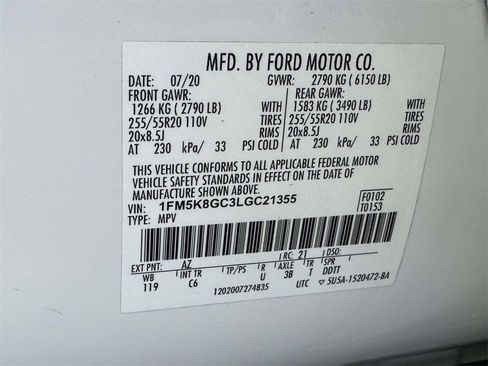 MFD. BY FORD MOTOR CO.
DATE: 07/20 GVWR: 2790 KG ( 6150 LB)
FRONT GAWR: REAR GAWR:
1266 KG ( 2790 LB) WITH 1583 KG ( 3490 LB) WITH
255/55R20 110V TIRES 255/55R20 110V TIRES
20x8.5J RIMS 20x8.5J RIMS
AT 230 kPa/ 33 PSI COLD AT 230 kPa/ 33 PSI COLD
THIS VEHICLE CONFORMS TO ALL APPLICABLE FEDERAL MOTOR
VEHICLE SAFETY STANDARDS IN EFFECT ON THE DATE OF
MANUFACTURE SHOWN ABOVE.
VIN: 1FM5K8GC3LGC21355 F0102
TYPE: MPV T0153
EXT PNT: AZ RC: 21
WB INT TR TP/PS R AXLE T DDTT
119 C6 U 3B
1202007274835 UTC ▽ 5U5A-1520472-BA